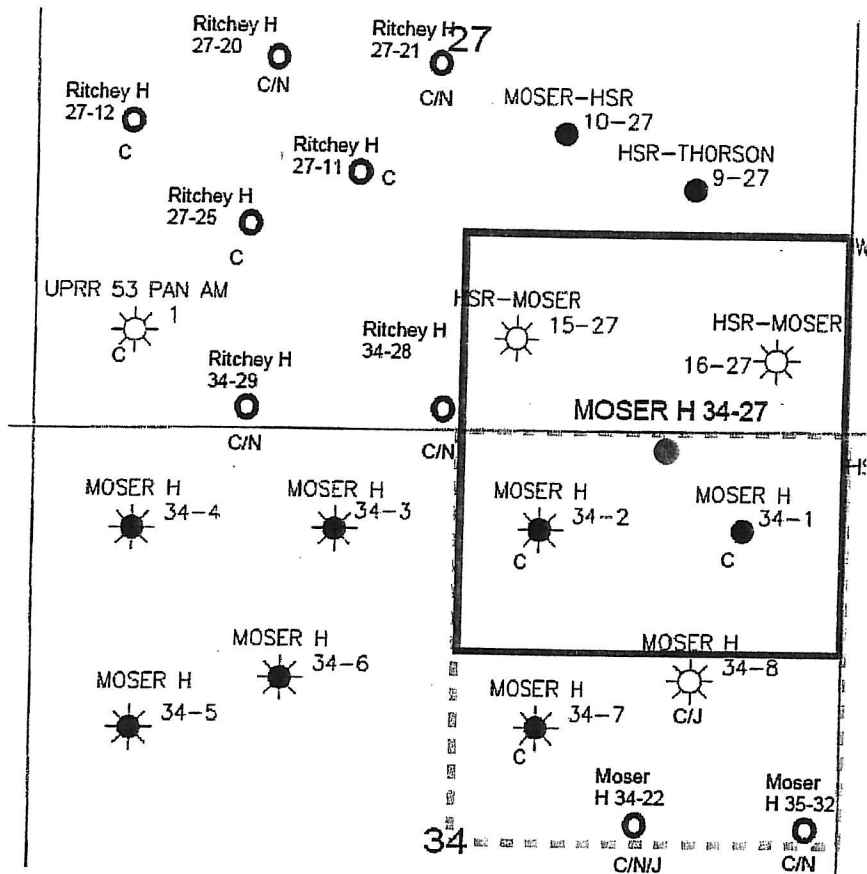 Ritchey H
27-20
C/N
Ritchey H
27-21
27
C/N
Ritchey H
27-12
C
MOSER-HSR
10-27
Ritchey H
27-11
C
HSR-THORSON
9-27
Ritchey H
27-25
C
UPRR 53 PAN AM
1
C
HSR-MOSER
15-27
HSR-MOSER
16-27
Ritchey H
34-28
C/N
Ritchey H
34-29
C/N
MOSER H 34-27
HS
MOSER H
34-4
MOSER H
34-3
MOSER H
34-2
C
MOSER H
34-1
C
MOSER H
34-6
MOSER H
34-8
C/J
MOSER H
34-5
MOSER H
34-7
C
Moser
H 34-22
C/N/J
Moser
H 35-32
C/N
34